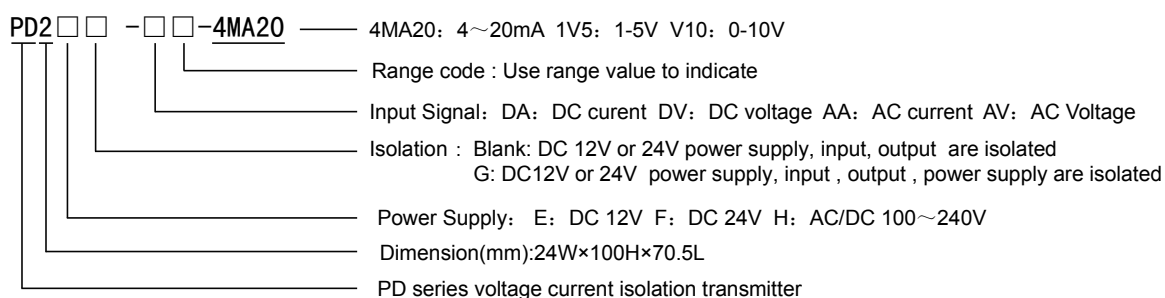 PD2□□ -□□-4MA20 4MA20：4～20mA 1V5：1-5V V10：0-10V
Range code : Use range value to indicate
Input Signal：DA：DC curent DV：DC voltage AA：AC current AV：AC Voltage
Isolation： Blank: DC 12V or 24V power supply, input, output are isolated
G: DC12V or 24V power supply, input , output , power supply are isolated
Power Supply： E：DC 12V F：DC 24V H：AC/DC 100～240V
Dimension(mm):24W×100H×70.5L
PD series voltage current isolation transmitter